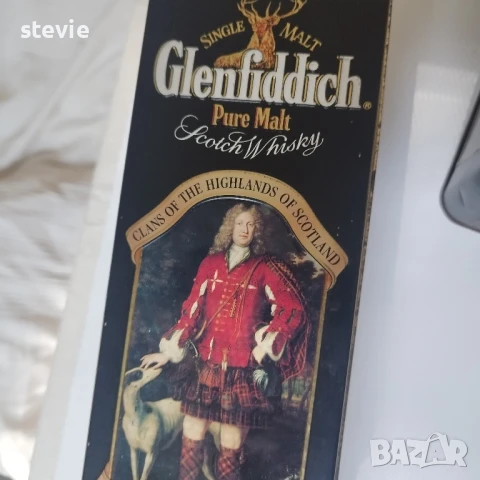 stevie
SINGLE MALT
Glenfiddich®
Pure Malt
Scotch Whisky
CLANS OF THE HIGHLANDS OF SCOTLAND
BAZAR